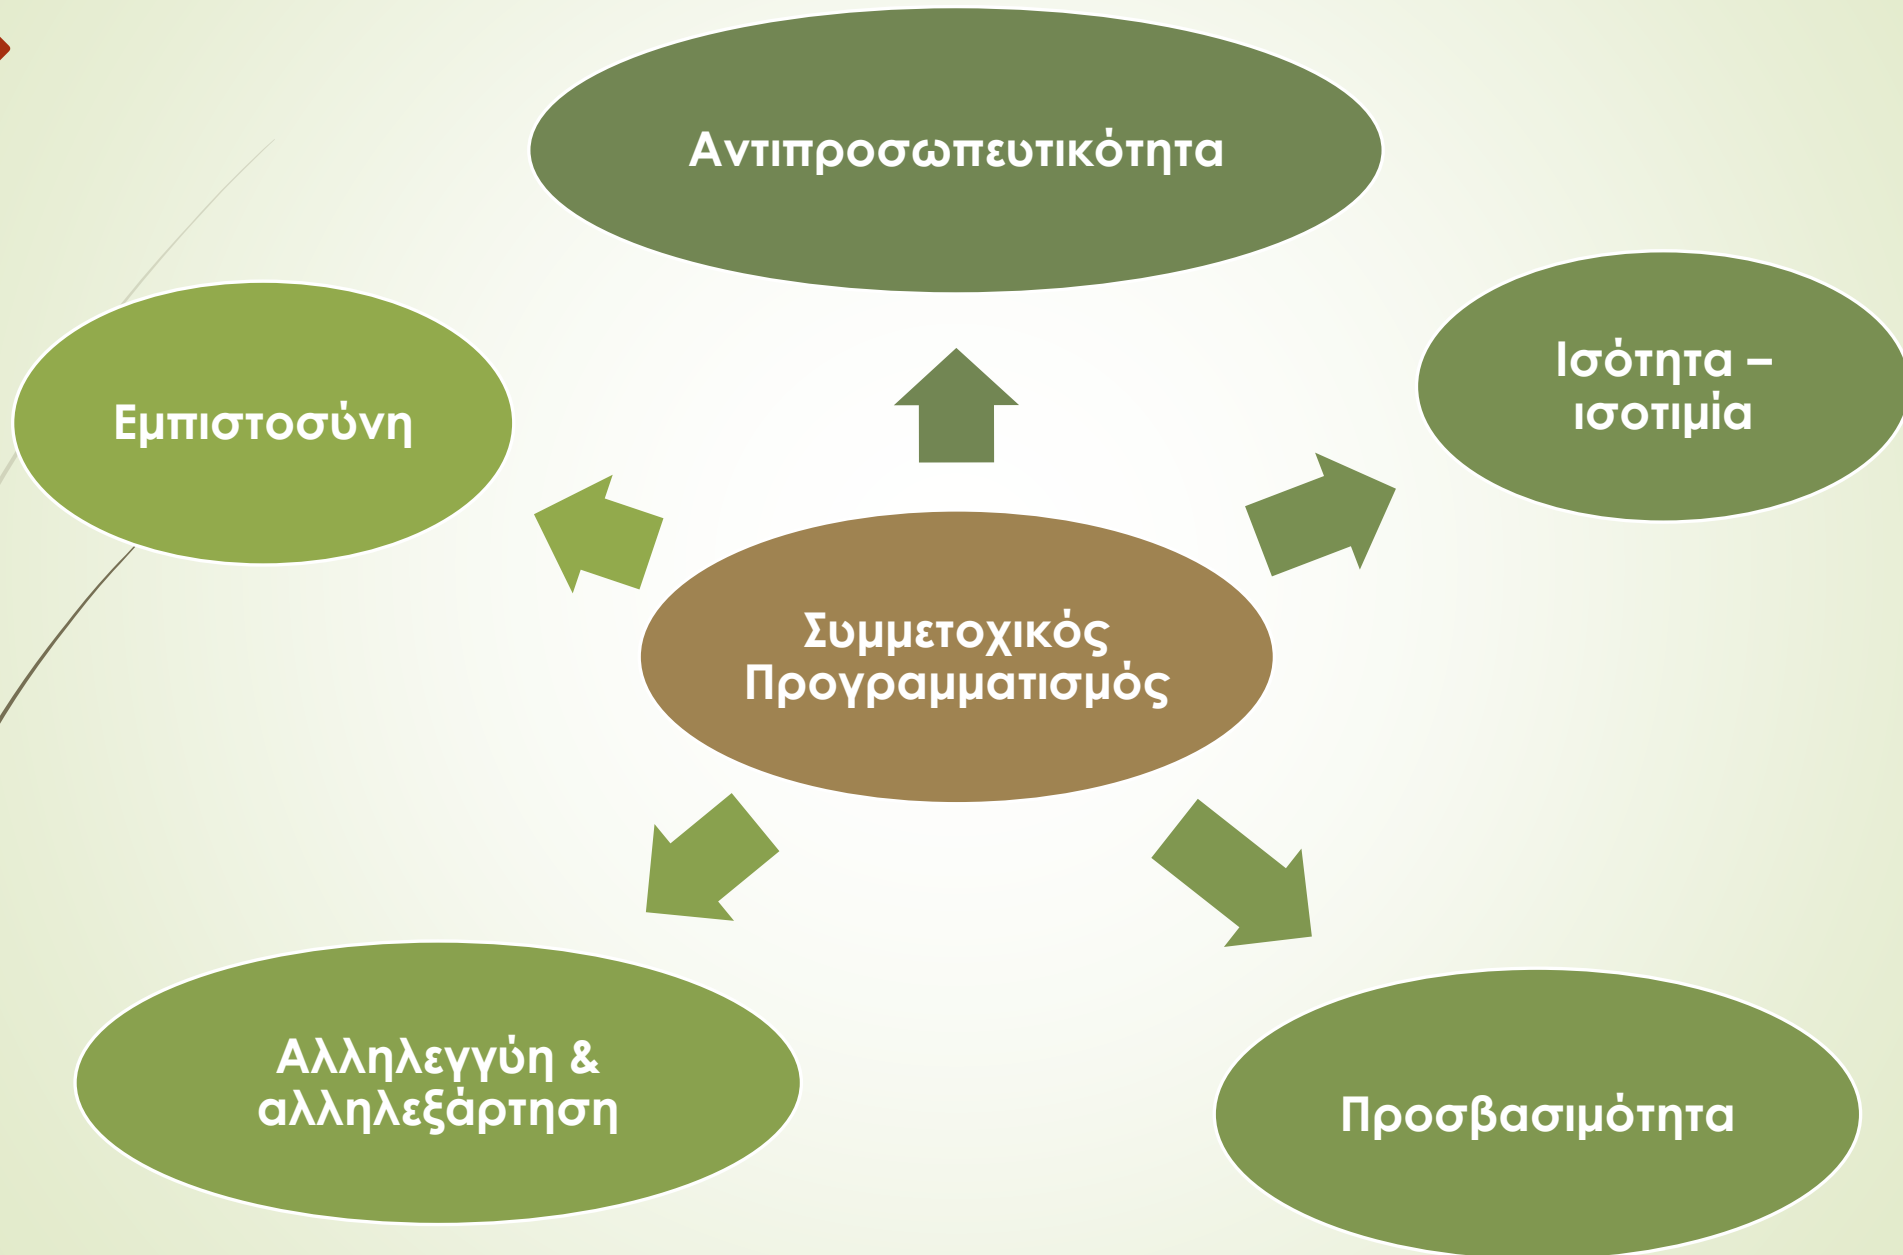 Αντιπροσωπευτικότητα
Ισότητα –
ισοτιμία
Εμπιστοσύνη
Συμμετοχικός
Προγραμματισμός
Αλληλεγγύη &
αλληλεξάρτηση
Προσβασιμότητα